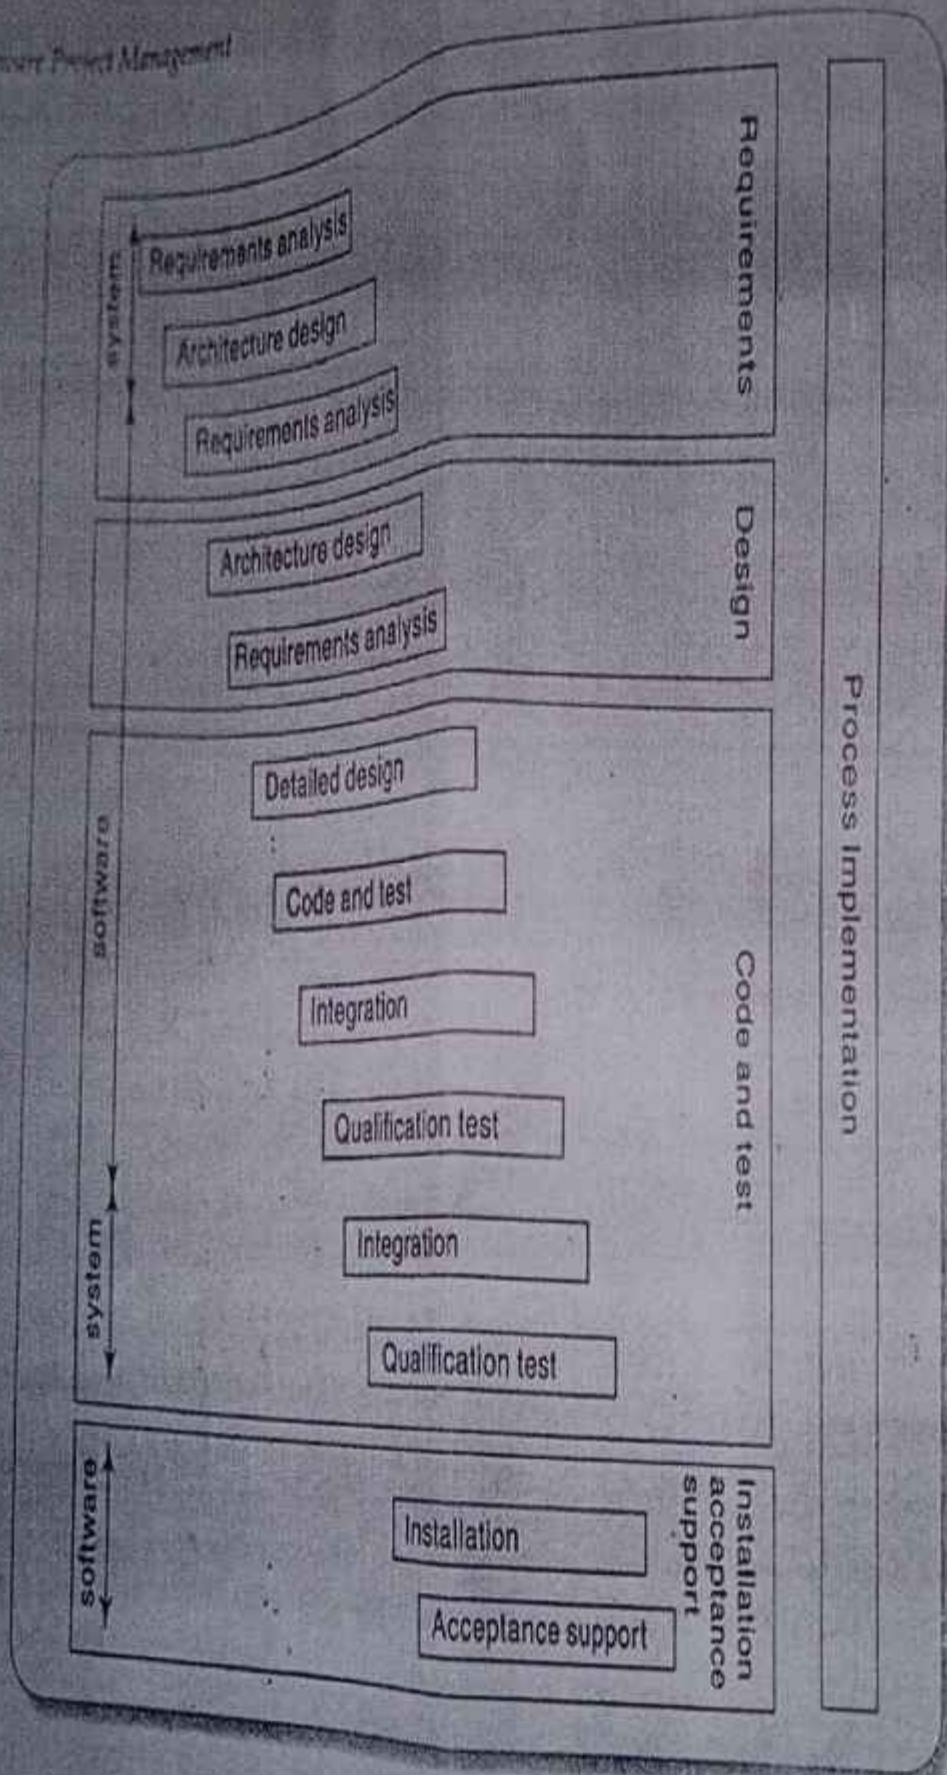 Project Management
Process Implementation
Requirements
Requirements analysis
Architecture design
Requirements analysis
Design
Architecture design
Requirements analysis
Code and test
Detailed design
Code and test
Integration
Qualification test
Integration
Qualification test
Installation
acceptance
support
Installation
Acceptance support
system
software
system
software